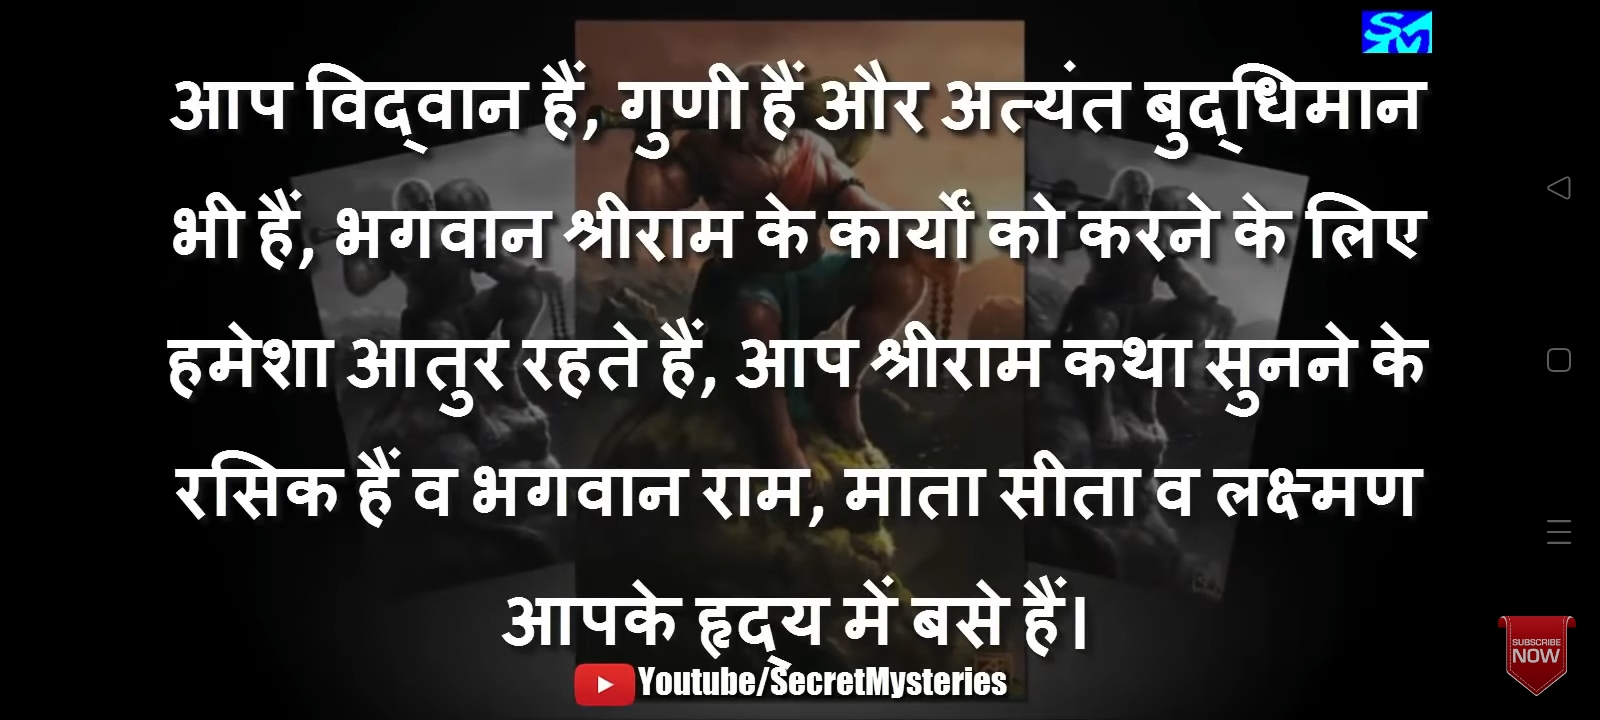 SM
आप विद्वान हैं, गुणी हैं और अत्यंत बुद्धिमान
भी हैं, भगवान श्रीराम के कार्यों को करने के लिए
हमेशा आतुर रहते हैं, आप श्रीराम कथा सुनने के
रसिक हैं व भगवान राम, माता सीता व लक्ष्मण
आपके हृद्य में बसे हैं।
Youtube/SecretMysteries
SUBSCRIBE
NOW